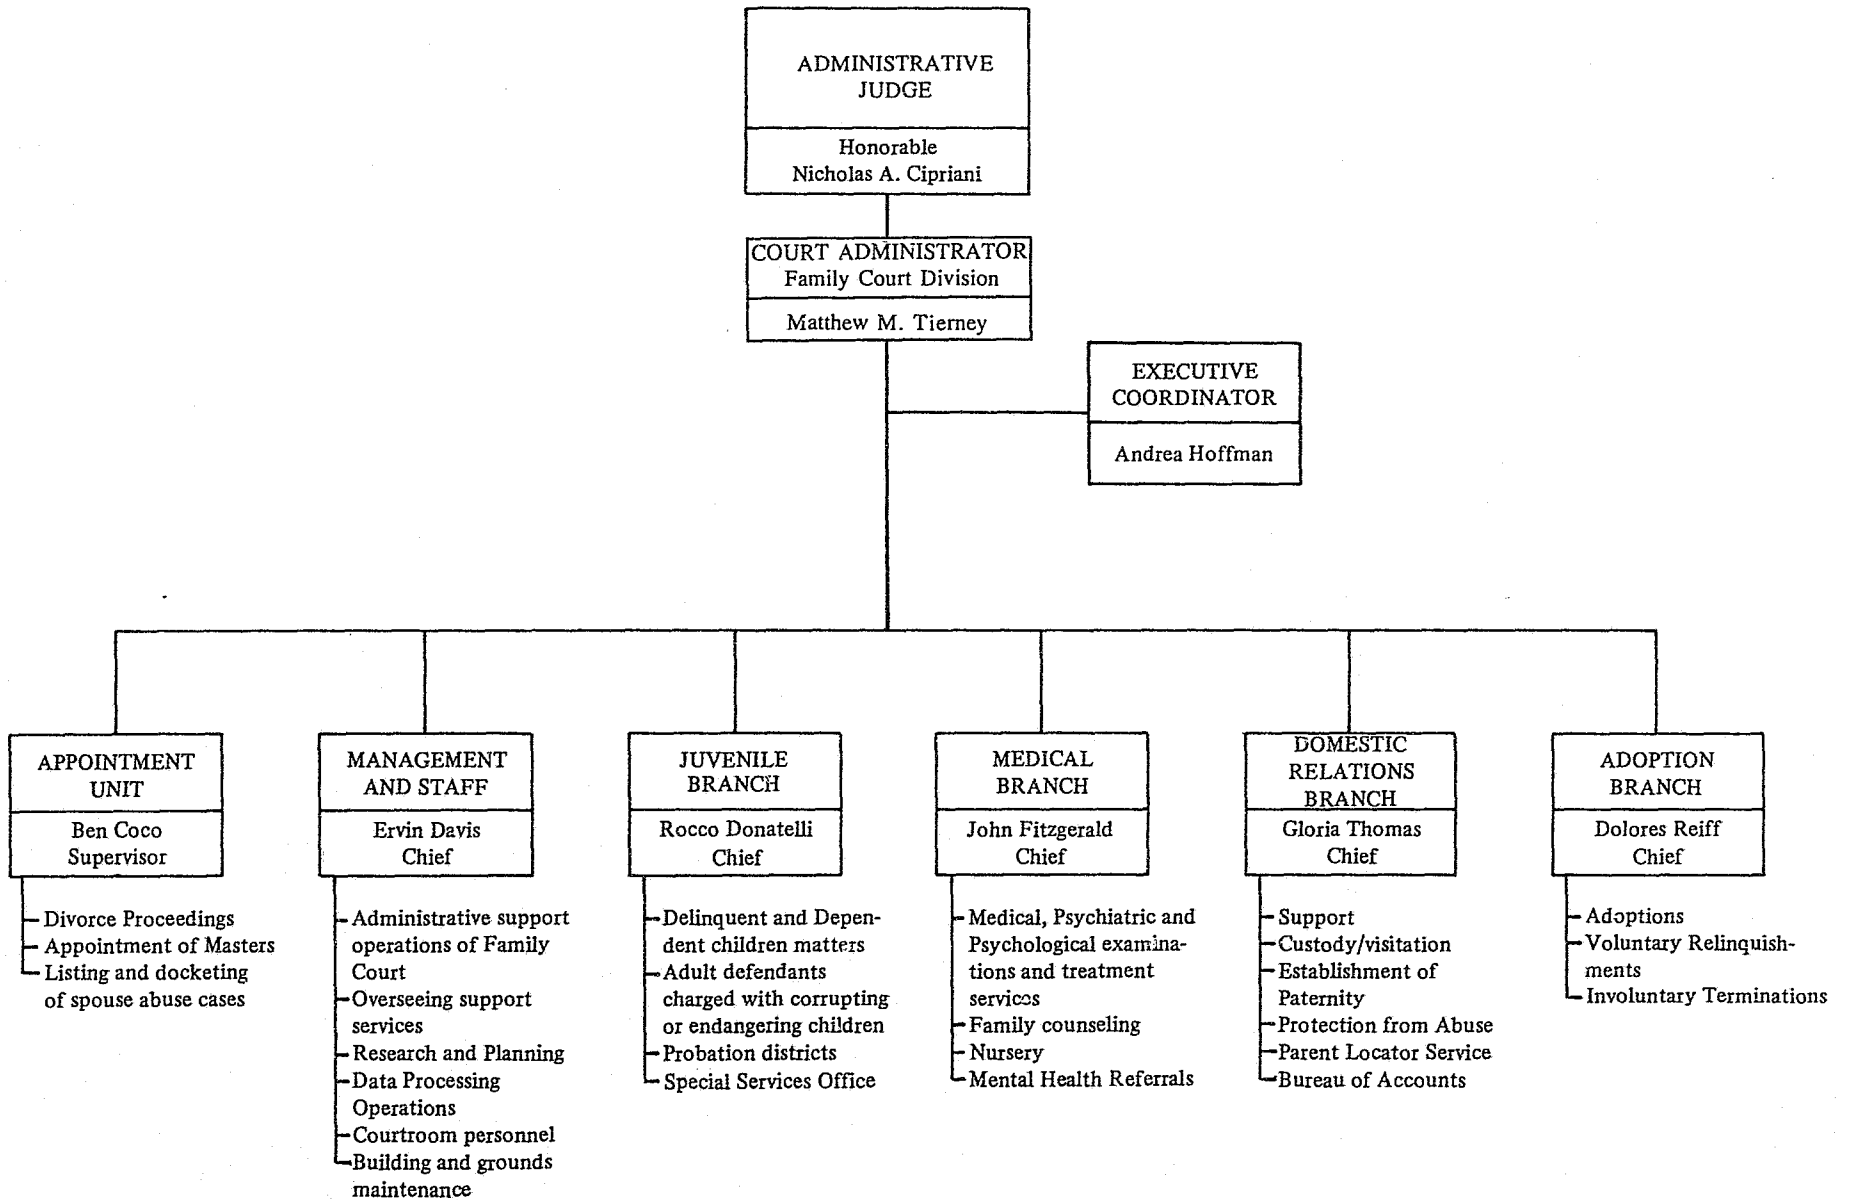 ADMINISTRATIVE
JUDGE
Honorable
Nicholas A. Cipriani
COURT ADMINISTRATOR
Family Court Division
Matthew M. Tierney
EXECUTIVE
COORDINATOR
Andrea Hoffman
APPOINTMENT
UNIT
Ben Coco
Supervisor
Divorce Proceedings
Appointment of Masters
Listing and docketing
of spouse abuse cases
MANAGEMENT
AND STAFF
Ervin Davis
Chief
Administrative support
operations of Family
Court
Overseeing support
services
Research and Planning
Data Processing
Operations
Courtroom personnel
Building and grounds
maintenance
JUVENILE
BRANCH
Rocco Donatelli
Chief
Delinquent and Depen-
dent children matters
Adult defendants
charged with corrupting
or endangering children
Probation districts
Special Services Office
MEDICAL
BRANCH
John Fitzgerald
Chief
Medical, Psychiatric and
Psychological examina-
tions and treatment
services
Family counseling
Nursery
Mental Health Referrals
DOMESTIC
RELATIONS
BRANCH
Gloria Thomas
Chief
Support
Custody/visitation
Establishment of
Paternity
Protection from Abuse
Parent Locator Service
Bureau of Accounts
ADOPTION
BRANCH
Dolores Reiff
Chief
Adoptions
Voluntary Relinquish-
ments
Involuntary Terminations